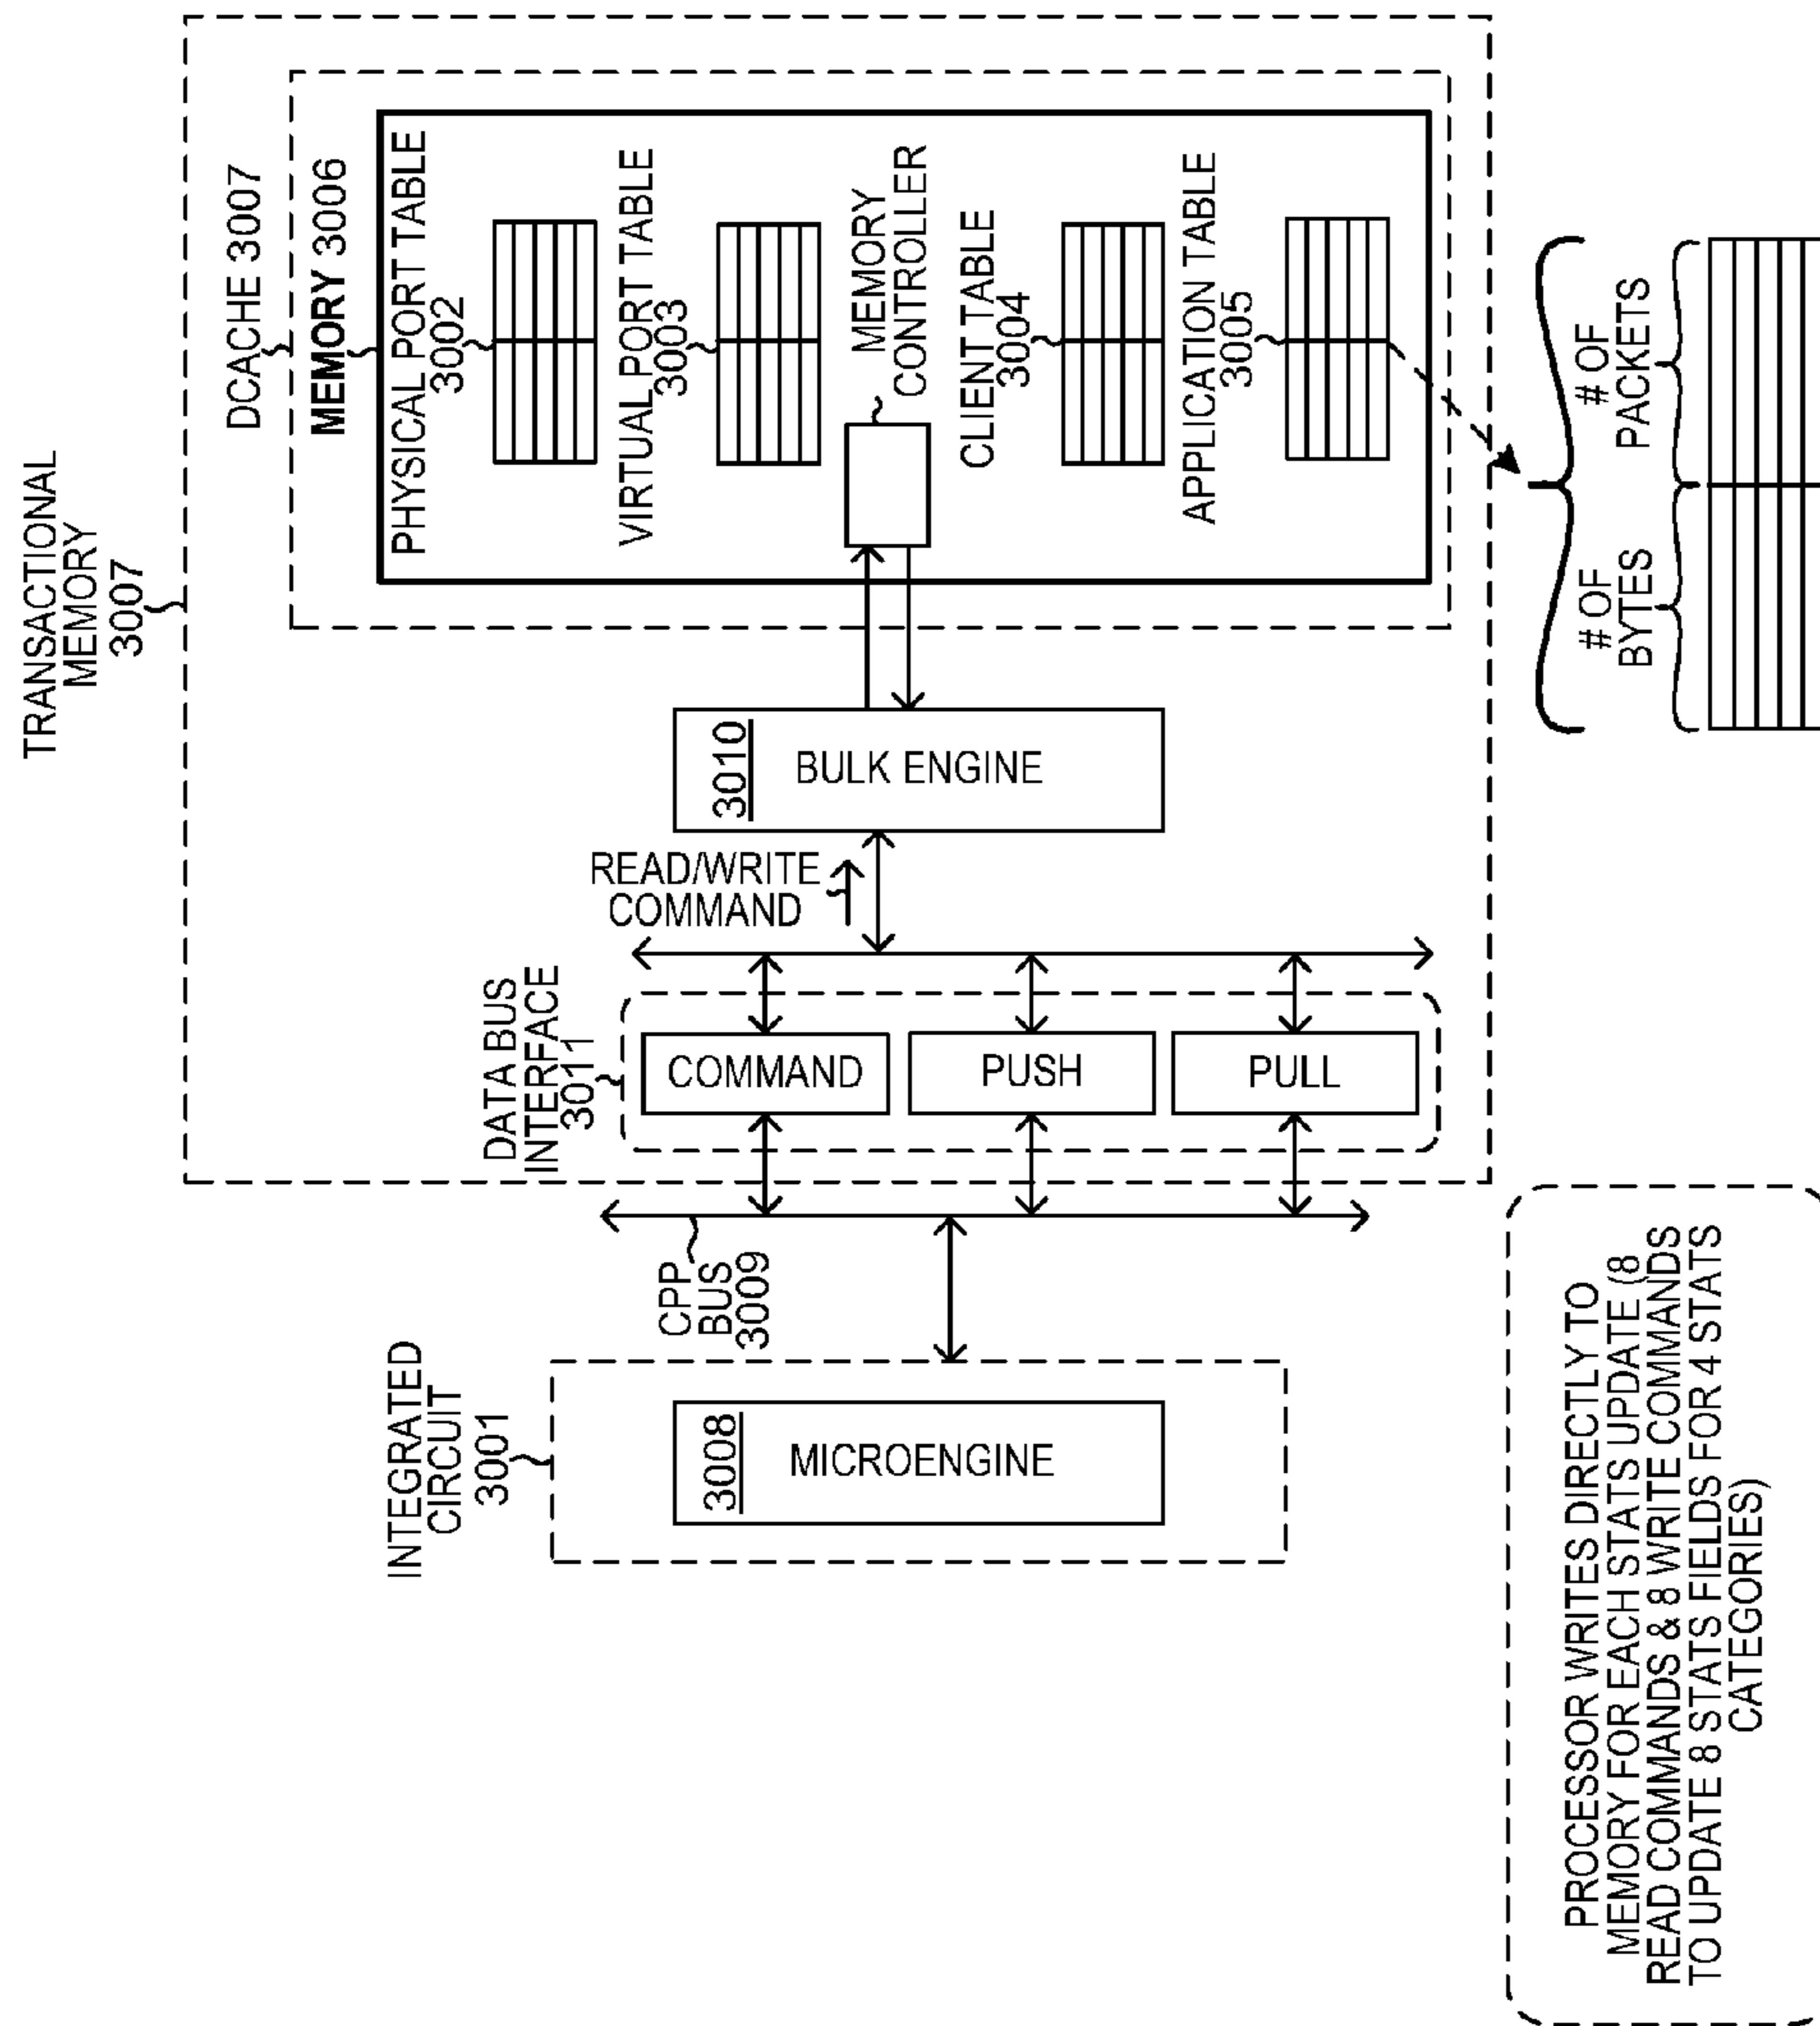 TRANSACTIONAL
MEMORY
3007
DCACHE 3007
MEMORY 3006
PHYSICAL PORT TABLE
3002
VIRTUAL PORT TABLE
3003
MEMORY
CONTROLLER
CLIENT TABLE
3004
APPLICATION TABLE
3005
# OF
BYTES
# OF
PACKETS
3010
BULK ENGINE
READ/WRITE
COMMAND
DATA BUS
INTERFACE
3011
COMMAND
PUSH
PULL
CPP
BUS
3009
INTEGRATED
CIRCUIT
3001
3008
MICROENGINE
PROCESSOR WRITES DIRECTLY TO
MEMORY FOR EACH STATS UPDATE (8
READ COMMANDS & 8 WRITE COMMANDS
TO UPDATE 8 STATS FIELDS FOR 4 STATS
CATEGORIES)